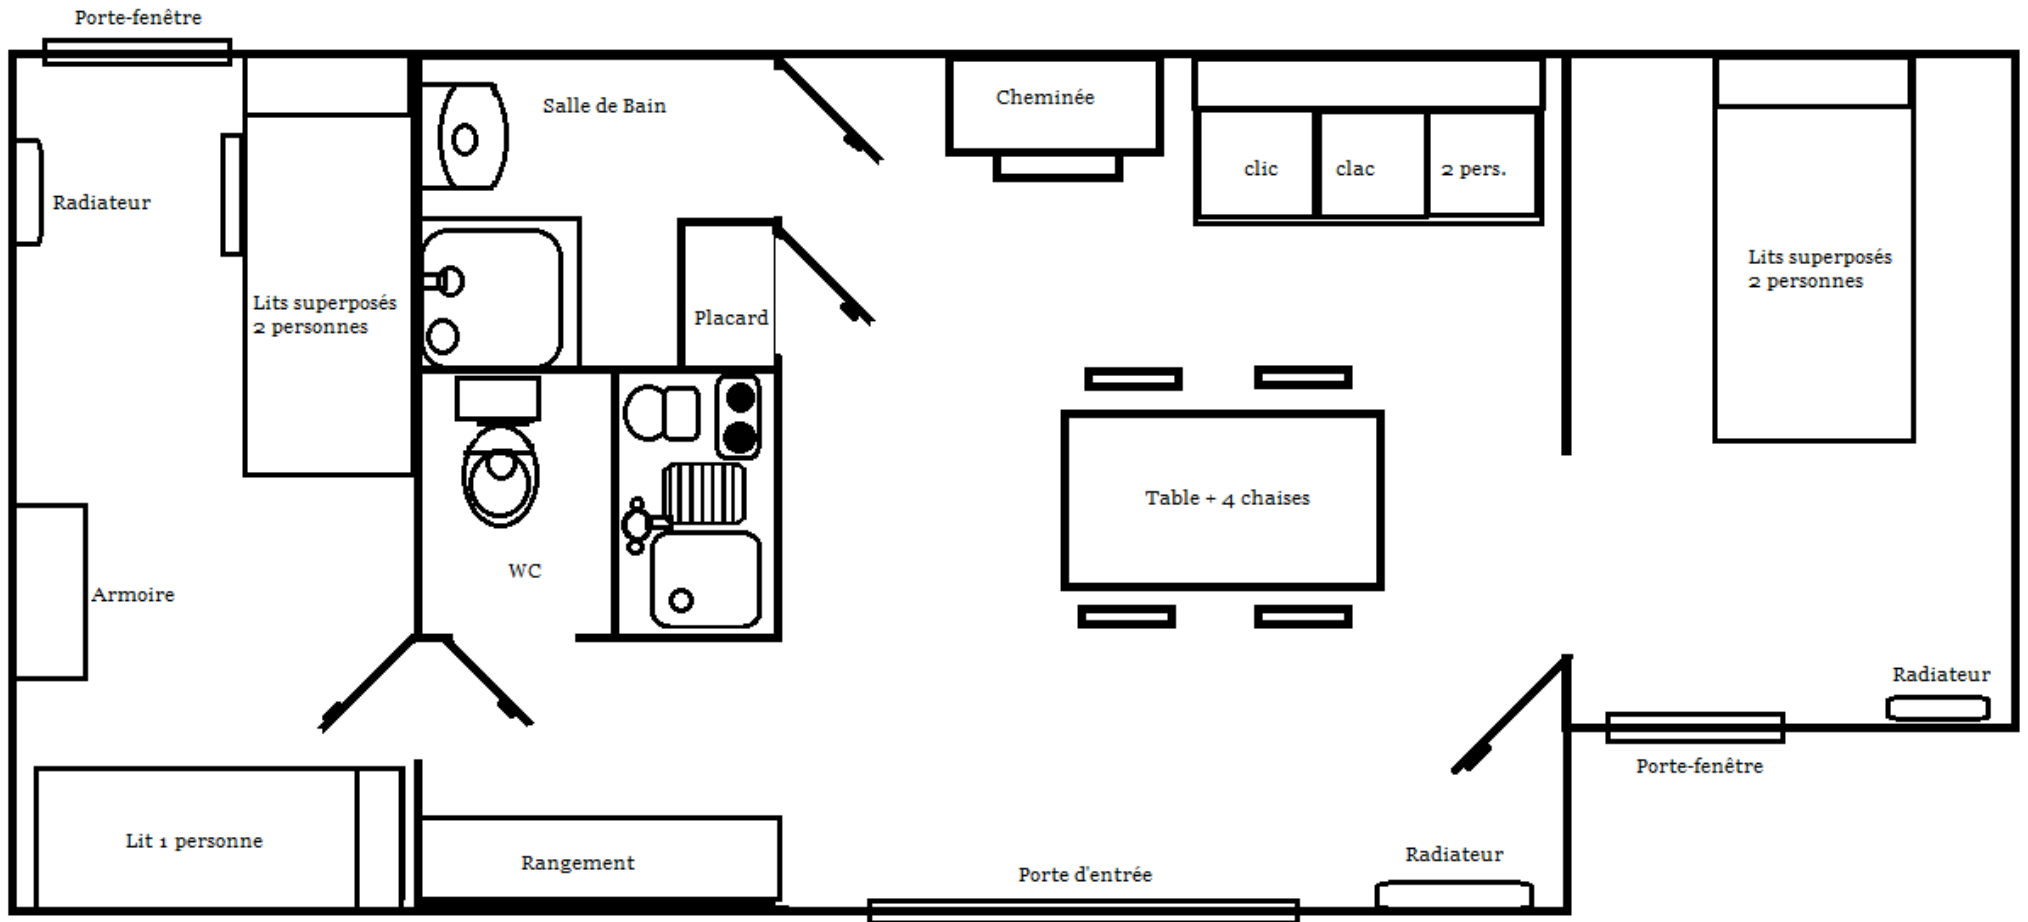 Porte-fenêtre
Salle de Bain
Cheminée
clic
clac
2 pers.
Radiateur
Lits superposés
2 personnes
Lits superposés
2 personnes
Placard
Table + 4 chaises
WC
Armoire
Radiateur
Porte-fenêtre
Lit 1 personne
Rangement
Porte d'entrée
Radiateur